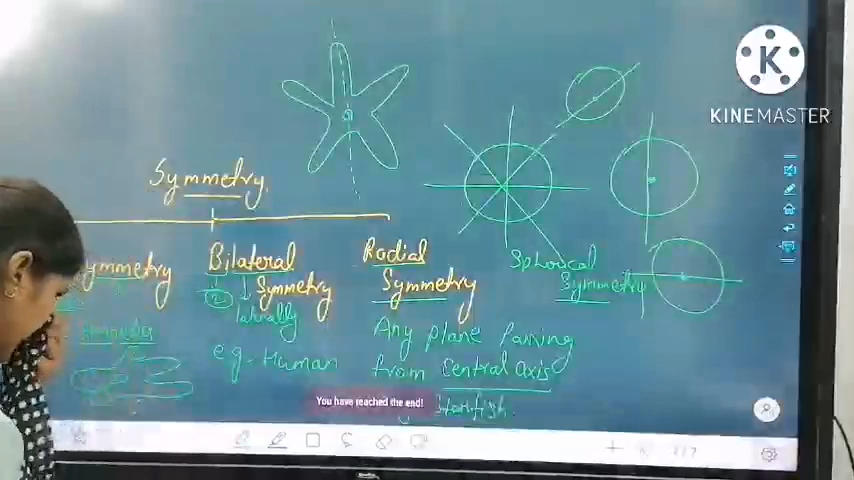 K
KINEMASTER
Symmetry
ymmetry
Bilateral
Symmetry
laterally
e.g. Human
Radial
Symmetry
Any plane Passing
from central axis
Starfish
Spherical
Symmetry
You have reached the end!